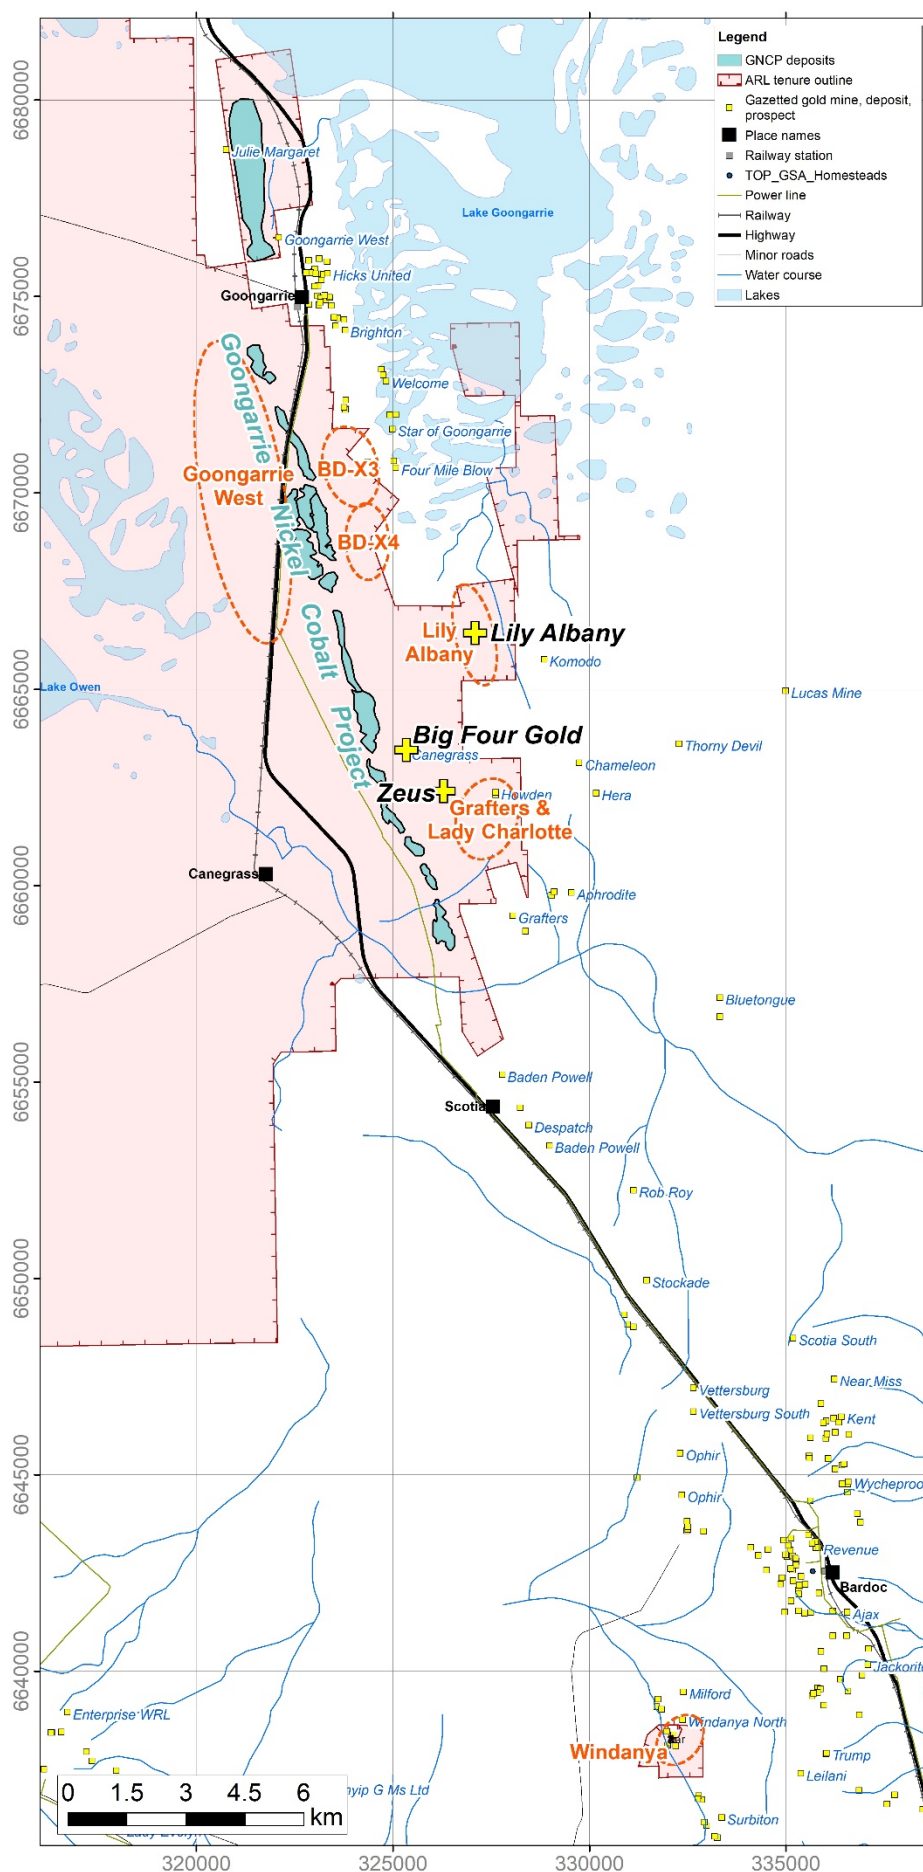 Legend
GNCP deposits
ARL tenure outline
Gazetted gold mine, deposit,
prospect
Place names
Railway station
TOP_GSA_Homesteads
Power line
Railway
Highway
Minor roads
Water course
Lakes
6680000
6675000
6670000
6665000
6660000
6655000
6650000
6645000
6640000
Julie Margaret
Lake Goongarrie
Goongarrie West
Hicks United
Goongarrie
Brighton
Goongarrie
Nickel
Cobalt
Project
Welcome
Star of Goongarrie
Goongarrie
West
BD-X3
Four Mile Blow
BD-X4
Lily
Albany
Lily Albany
Komodo
Lake Owen
Lucas Mine
Big Four Gold
Canegrass
Thorny Devil
Chameleon
Zeus
Howden
Hera
Grafters &
Lady Charlotte
Canegrass
Aphrodite
Grafters
Bluetongue
Baden Powell
Scotia
Despatch
Baden Powell
Rob Roy
Stockade
Scotia South
Near Miss
Vettersburg
Vettersburg South
Kent
Ophir
Wycheproo
Ophir
Revenue
Bardoc
Ajax
Jackorit
Milford
Enterprise WRL
Windanya North
Windanya
Trump
Leilani
Surbiton
nyip G Ms Ltd
0 1.5 3 4.5 6
km
320000
325000
330000
335000